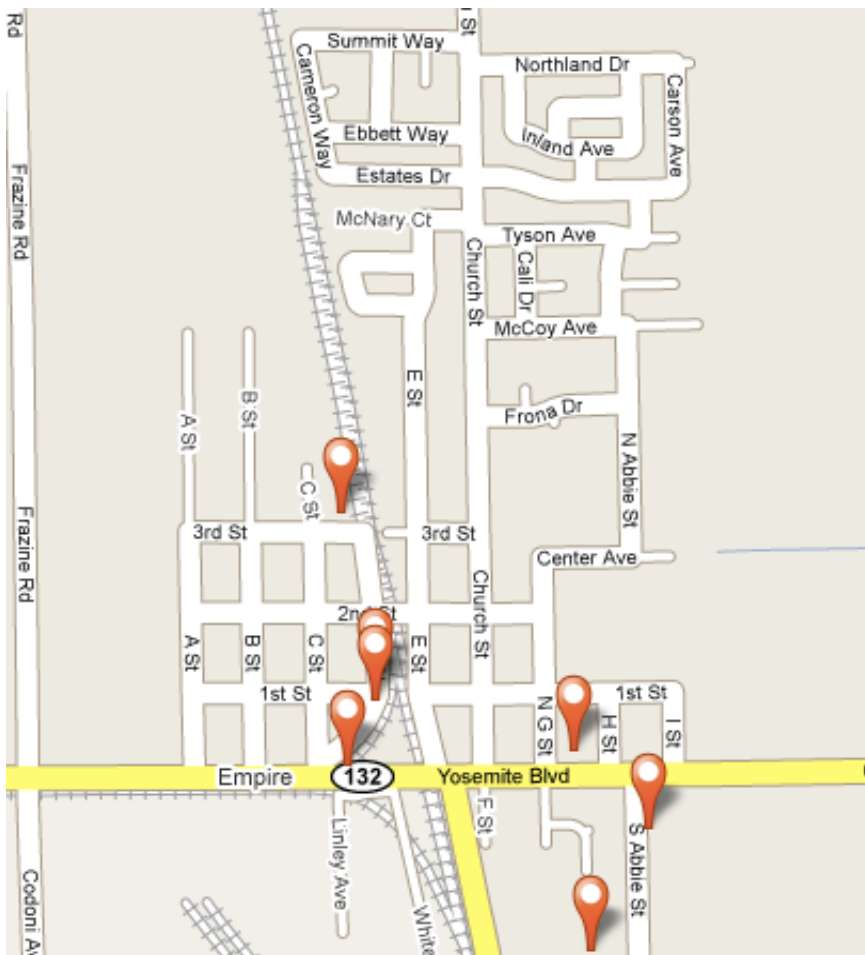 Rd
St
Summit Way
Northland Dr
Cameron Way
Carson Ave
Ebbett Way
Inland Ave
Estates Dr
Frazine Rd
McNary Ct
Tyson Ave
Church St
Cali Dr
McCoy Ave
E St
B St
A St
Frona Dr
N Abbie St
C St
Frazine Rd
3rd St
3rd St
Center Ave
Church St
2nd St
A St
B St
C St
E St
1st St
1st St
N G St
H St
I St
Empire
132
Yosemite Blvd
F St
Linley Ave
S Abbie St
Codoni Av
White